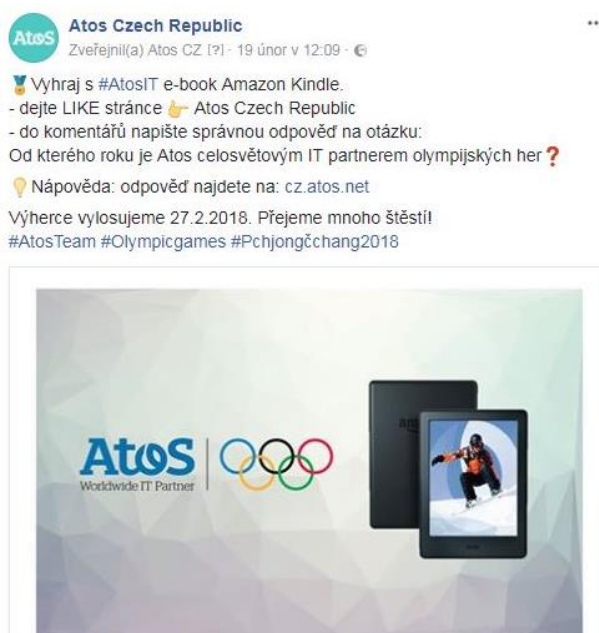 AtoS
Atos Czech Republic
Zveřejnil(a) Atos CZ [?] · 19 únor v 12:09 ·
Vyhraj s #AtosIT e-book Amazon Kindle.
- dejte LIKE stránce 👉 Atos Czech Republic
- do komentářů napište správnou odpověď na otázku:
Od kterého roku je Atos celosvětovým IT partnerem olympijských her ❓
Nápověda: odpověď najdete na: cz.atos.net
Výherce vylosujeme 27.2.2018. Přejeme mnoho štěstí!
#AtosTeam #Olympicgames #Pchjongčchang2018
AtoS
Worldwide IT Partner